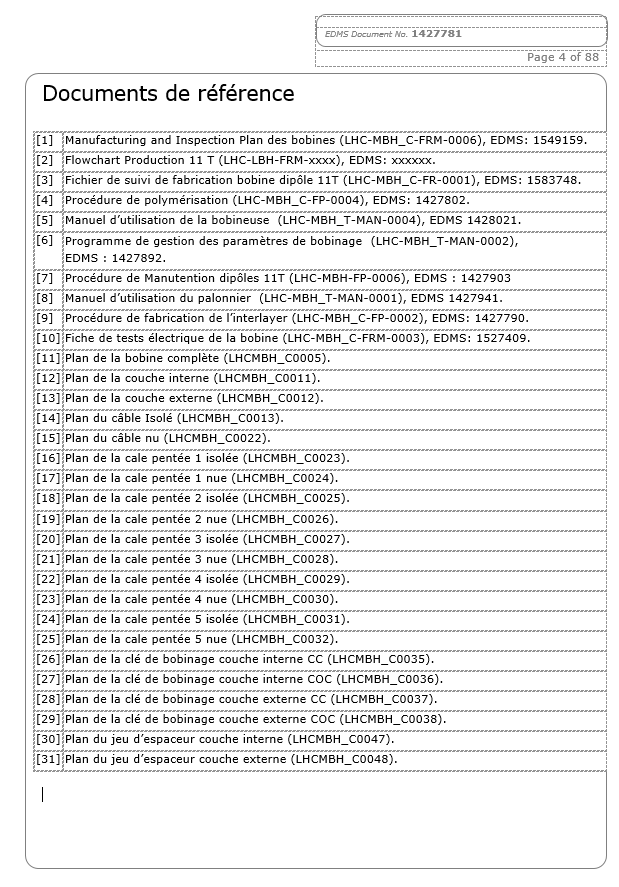 EDMS Document No. 1427781
Page 4 of 88
Documents de référence
[1] Manufacturing and Inspection Plan des bobines (LHC-MBH_C-FRM-0006), EDMS: 1549159.
[2] Flowchart Production 11 T (LHC-LBH-FRM-xxxx), EDMS: xxxxxx.
[3] Fichier de suivi de fabrication bobine dipôle 11T (LHC-MBH_C-FR-0001), EDMS: 1583748.
[4] Procédure de polymérisation (LHC-MBH_C-FP-0004), EDMS: 1427802.
[5] Manuel d’utilisation de la bobineuse  (LHC-MBH_T-MAN-0004), EDMS 1428021.
[6] Programme de gestion des paramètres de bobinage  (LHC-MBH_T-MAN-0002),
EDMS : 1427892.
[7] Procédure de Manutention dipôles 11T (LHC-MBH-FP-0006), EDMS : 1427903
[8] Manuel d’utilisation du palonnier  (LHC-MBH_T-MAN-0001), EDMS 1427941.
[9] Procédure de fabrication de l’interlayer (LHC-MBH_C-FP-0002), EDMS: 1427790.
[10] Fiche de tests électrique de la bobine (LHC-MBH_C-FRM-0003), EDMS: 1527409.
[11] Plan de la bobine complète (LHCMBH_C0005).
[12] Plan de la couche interne (LHCMBH_C0011).
[13] Plan de la couche externe (LHCMBH_C0012).
[14] Plan du câble Isolé (LHCMBH_C0013).
[15] Plan du câble nu (LHCMBH_C0022).
[16] Plan de la cale pentée 1 isolée (LHCMBH_C0023).
[17] Plan de la cale pentée 1 nue (LHCMBH_C0024).
[18] Plan de la cale pentée 2 isolée (LHCMBH_C0025).
[19] Plan de la cale pentée 2 nue (LHCMBH_C0026).
[20] Plan de la cale pentée 3 isolée (LHCMBH_C0027).
[21] Plan de la cale pentée 3 nue (LHCMBH_C0028).
[22] Plan de la cale pentée 4 isolée (LHCMBH_C0029).
[23] Plan de la cale pentée 4 nue (LHCMBH_C0030).
[24] Plan de la cale pentée 5 isolée (LHCMBH_C0031).
[25] Plan de la cale pentée 5 nue (LHCMBH_C0032).
[26] Plan de la clé de bobinage couche interne CC (LHCMBH_C0035).
[27] Plan de la clé de bobinage couche interne COC (LHCMBH_C0036).
[28] Plan de la clé de bobinage couche externe CC (LHCMBH_C0037).
[29] Plan de la clé de bobinage couche externe COC (LHCMBH_C0038).
[30] Plan du jeu d’espaceur couche interne (LHCMBH_C0047).
[31] Plan du jeu d’espaceur couche externe (LHCMBH_C0048).